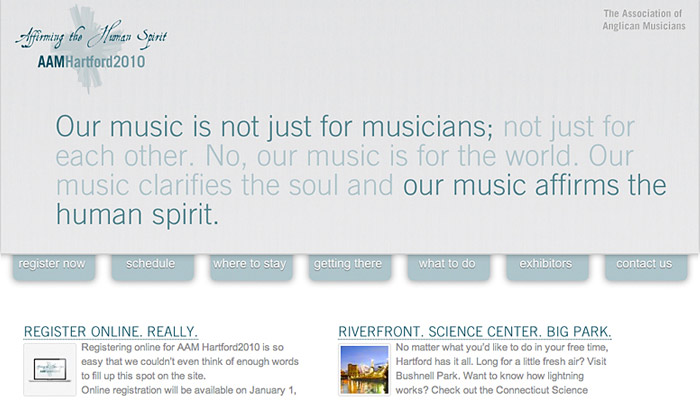 Affirming the Human Spirit
AAMHartford2010
The Association of
Anglican Musicians
Our music is not just for musicians; not just for
each other. No, our music is for the world. Our
music clarifies the soul and our music affirms the
human spirit.
register now schedule where to stay getting there what to do exhibitors contact us
REGISTER ONLINE. REALLY.
Registering online for AAM Hartford2010 is so
easy that we couldn't even think of enough words
to fill up this spot on the site.
Online registration will be available on January 1,
RIVERFRONT. SCIENCE CENTER. BIG PARK.
No matter what you'd like to do in your free time,
Hartford has it all. Long for a little fresh air? Visit
Bushnell Park. Want to know how lightning
works? Check out the Connecticut Science